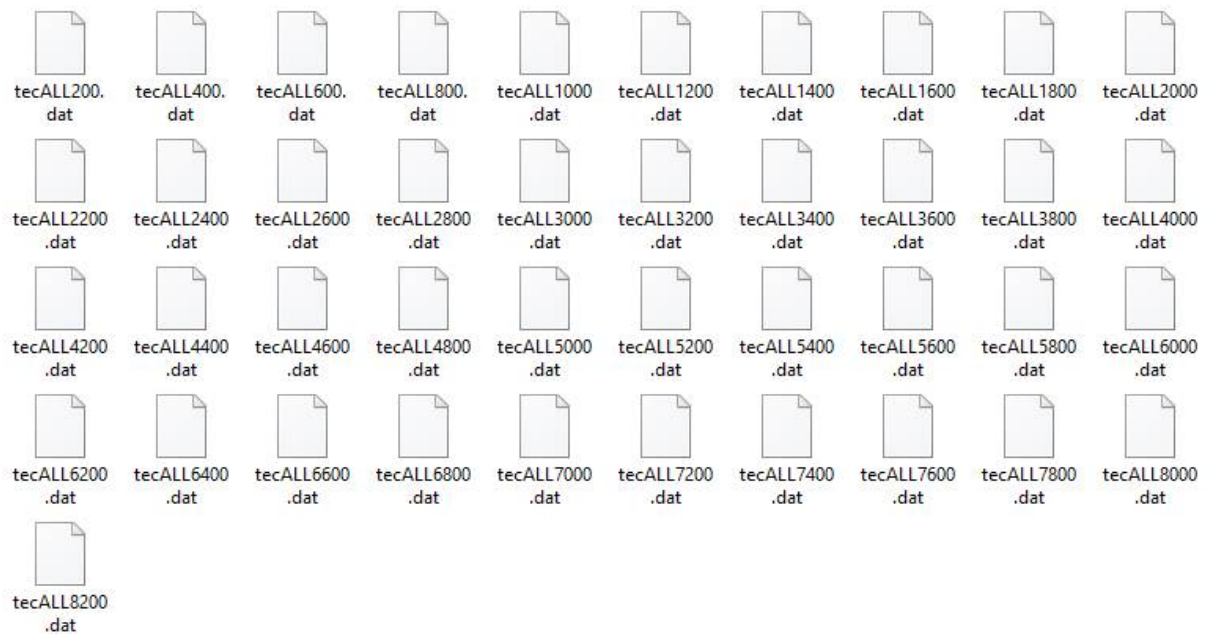 tecALL200. tecALL400. tecALL600. tecALL800. tecALL1000 tecALL1200 tecALL1400 tecALL1600 tecALL1800 tecALL2000
dat dat dat dat .dat .dat .dat .dat .dat .dat
tecALL2200 tecALL2400 tecALL2600 tecALL2800 tecALL3000 tecALL3200 tecALL3400 tecALL3600 tecALL3800 tecALL4000
.dat .dat .dat .dat .dat .dat .dat .dat .dat .dat
tecALL4200 tecALL4400 tecALL4600 tecALL4800 tecALL5000 tecALL5200 tecALL5400 tecALL5600 tecALL5800 tecALL6000
.dat .dat .dat .dat .dat .dat .dat .dat .dat .dat
tecALL6200 tecALL6400 tecALL6600 tecALL6800 tecALL7000 tecALL7200 tecALL7400 tecALL7600 tecALL7800 tecALL8000
.dat .dat .dat .dat .dat .dat .dat .dat .dat .dat
tecALL8200
.dat